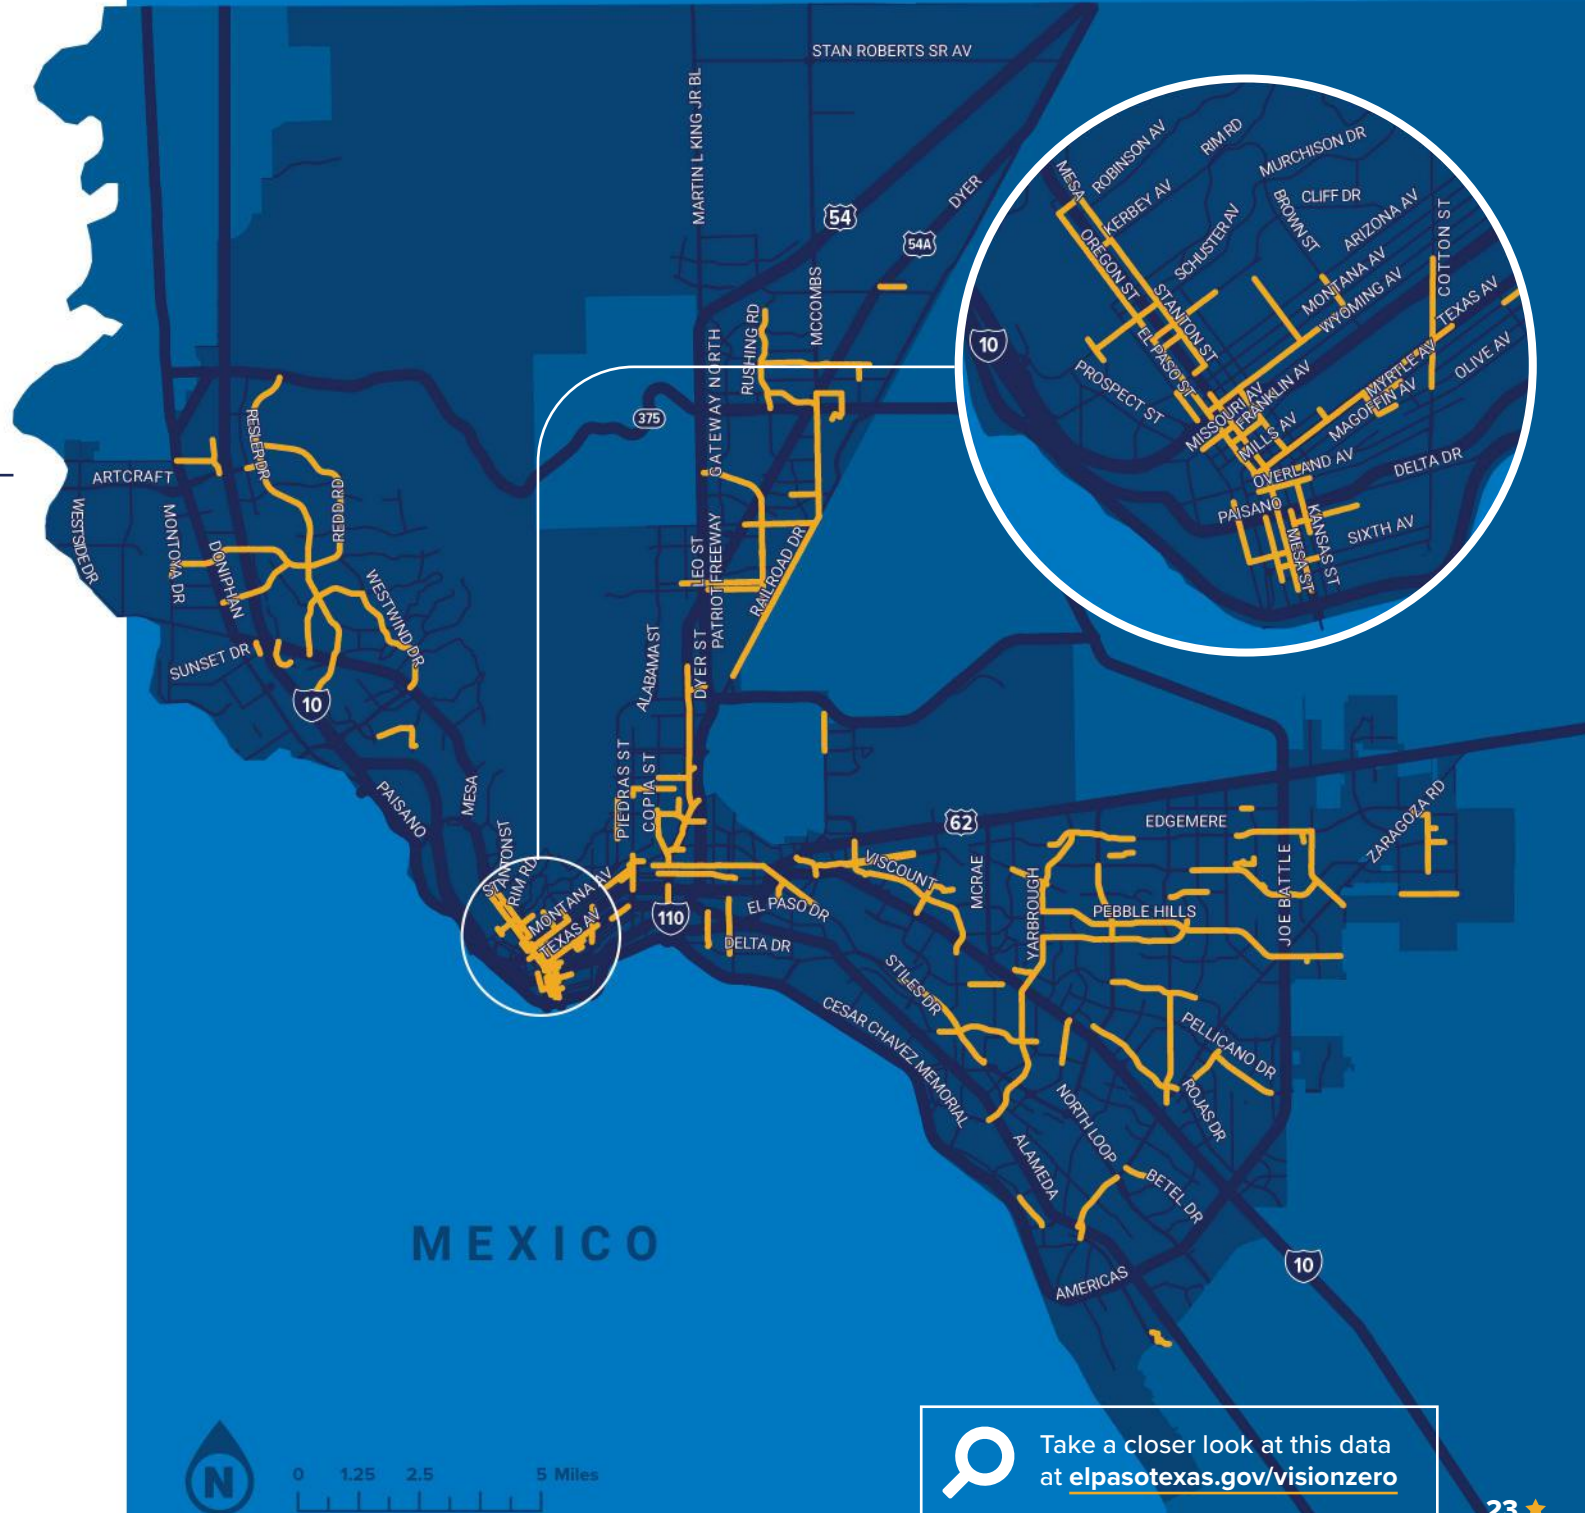 STAN ROBERTS SR AV
MARTIN L KING JR BL
54
DYER
54A
MCCOMBS
RUSHING RD
GATEWAY NORTH
375
LEO ST
PATRIOT FREEWAY
RAILROAD DR
DYER ST
ALABAMA ST
PIEDRAS ST
COPIA ST
MESA
ROBINSON AV
RIM RD
KERBEY AV
MURCHISON DR
CLIFF DR
BROWN ST
ARIZONA AV
SCHUSTER AV
OREGON ST
STANTON ST
MONTANA AV
WYOMING AV
COTTON ST
TEXAS AV
10
EL PASO ST
PROSPECT ST
MISSOURI AV
FRANKLIN AV
MILLS AV
MYRTLE AV
MAGOFFIN AV
OLIVE AV
OVERLAND AV
DELTA DR
PAISANO
KANSAS ST
SIXTH AV
MESA ST
RESLER DR
ARTCRAFT
REDD RD
WESTSIDE DR
MONTOYA DR
DONIPHAN
WESTWIND DR
SUNSET DR
10
PAISANO
MESA
STANTON ST
RIM RD
MONTANA AV
TEXAS AV
110
EL PASO DR
DELTA DR
62
VISCOUNT
MCRAE
YARBROUGH
EDGEMERE
ZARAGOZA RD
JOE BATTLE
PEBBLE HILLS
STILES DR
CESAR CHAVEZ MEMORIAL
PELLICANO DR
ROJAS DR
NORTH LOOP
ALAMEDA
BETEL DR
AMERICAS
10
MEXICO
N
0 1.25 2.5 5 Miles
Take a closer look at this data
at elpasotexas.gov/visionzero
23